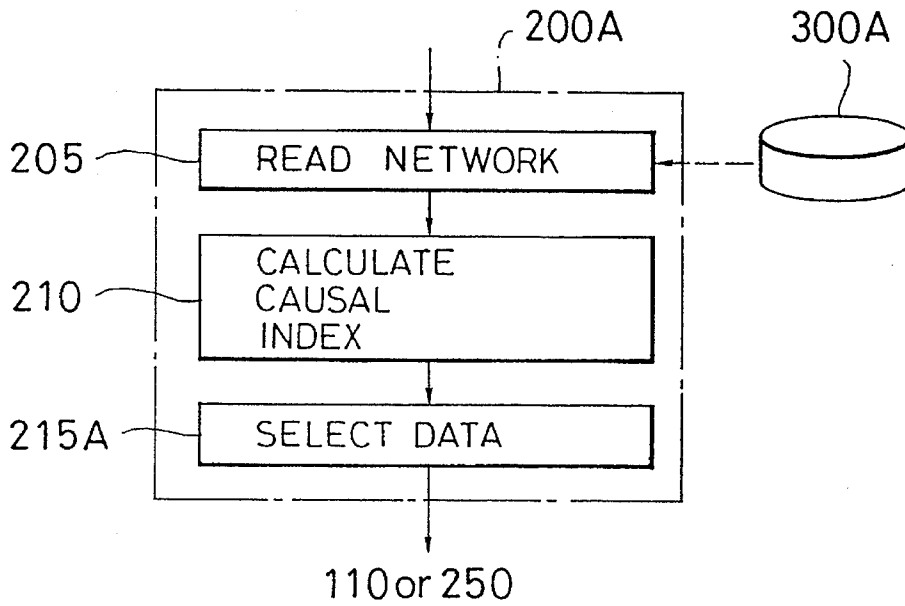 200A
300A
205
READ NETWORK
210
CALCULATE
CAUSAL
INDEX
215A
SELECT DATA
110 or 250